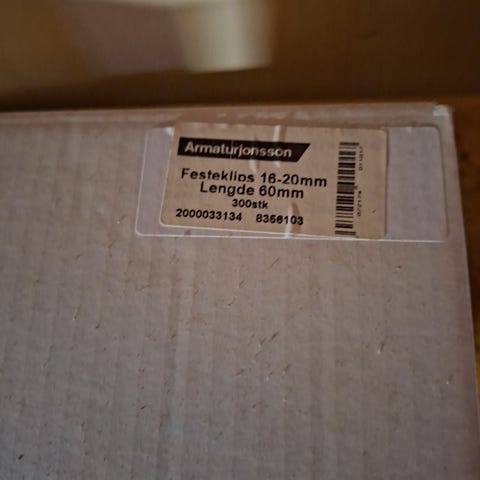 Armaturjonsson
Festeklips 16-20mm
Lengde 60mm
300stk
2000033134 8356103